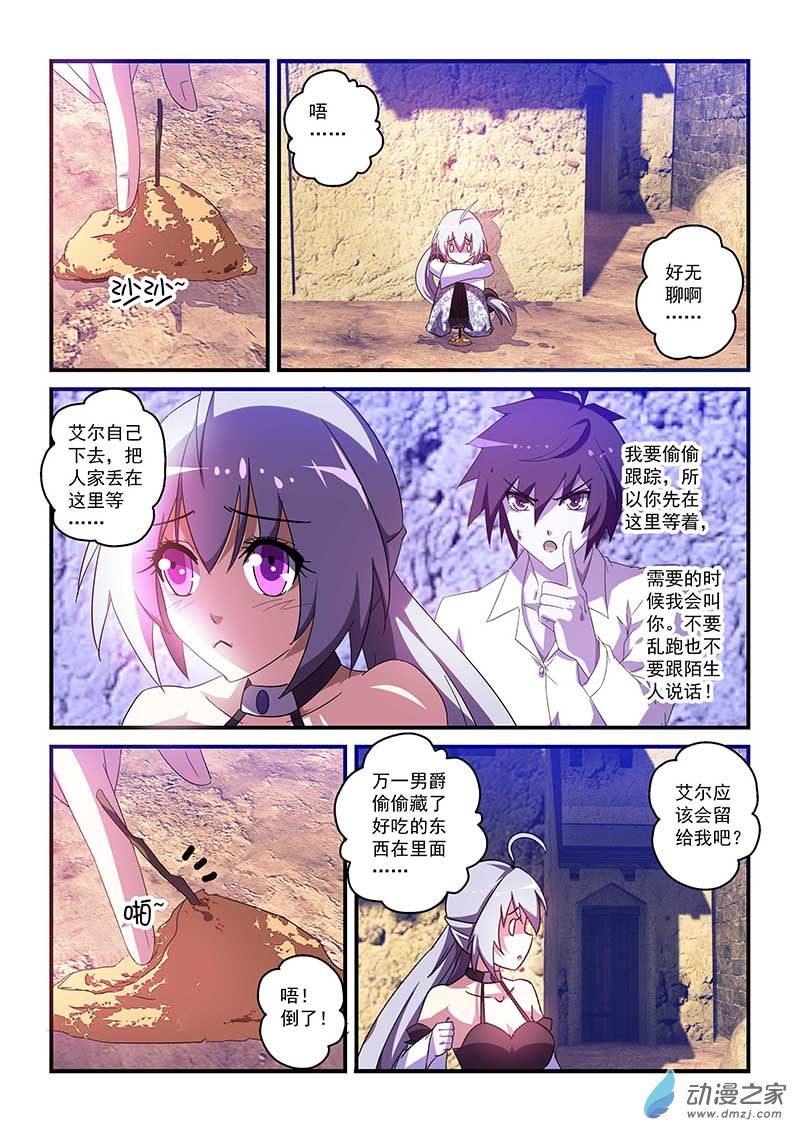 沙沙~
唔
……
好无
聊啊
……
艾尔自己
下去，把
人家丢在
这里等
……
我要偷偷
跟踪，所
以你先在
这里等着，
需要的时
候我会叫
你。不要
乱跑也不
要跟陌生
人说话！
啪~
唔！
倒了！
万一男爵
偷偷藏了
好吃的东
西在里面
……
艾尔应
该会留
给我吧？
动漫之家
www.dmzj.com